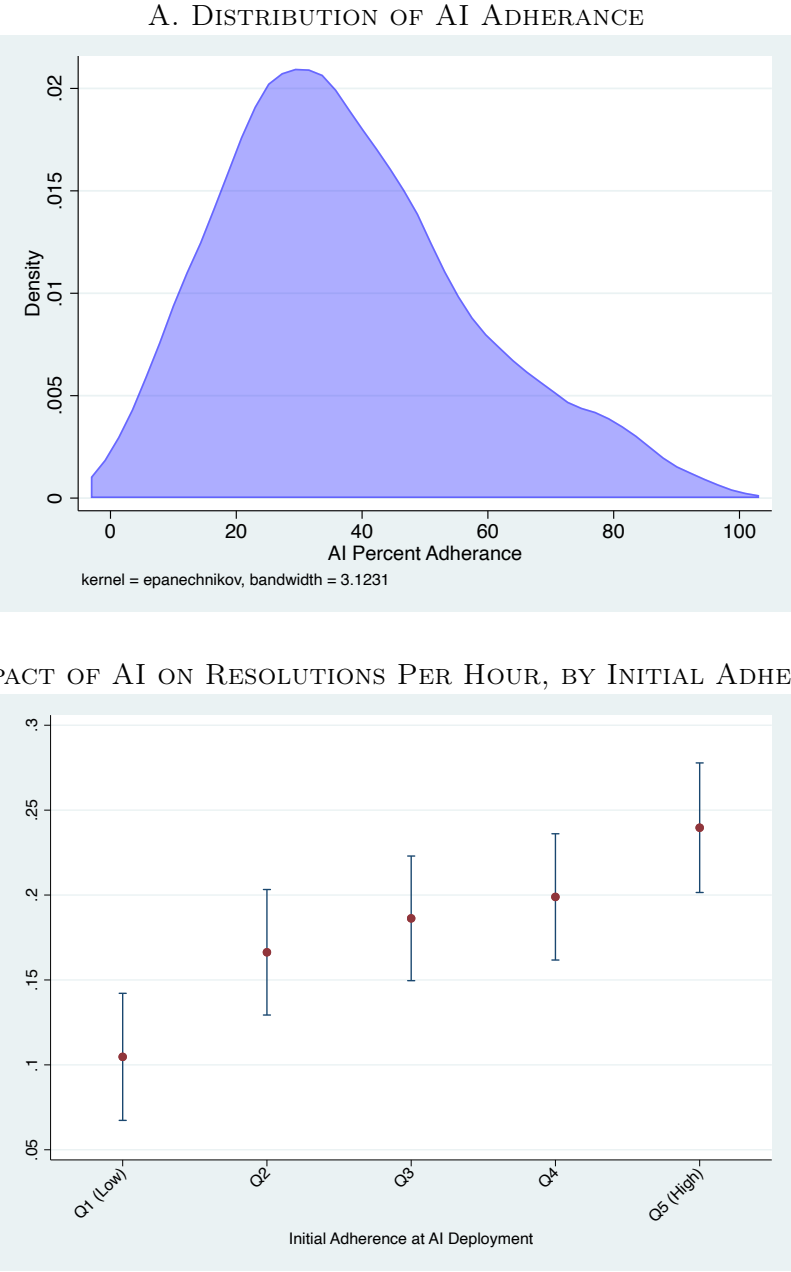 A. Distribution of AI Adherance
.02
.015
.01
.005
0
Density
0 20 40 60 80 100
AI Percent Adherance
kernel = epanechnikov, bandwidth = 3.1231
pact of AI on Resolutions Per Hour, by Initial Adhe
.3
.25
.2
.15
.1
.05
Q1 (Low) Q2 Q3 Q4 Q5 (High)
Initial Adherence at AI Deployment